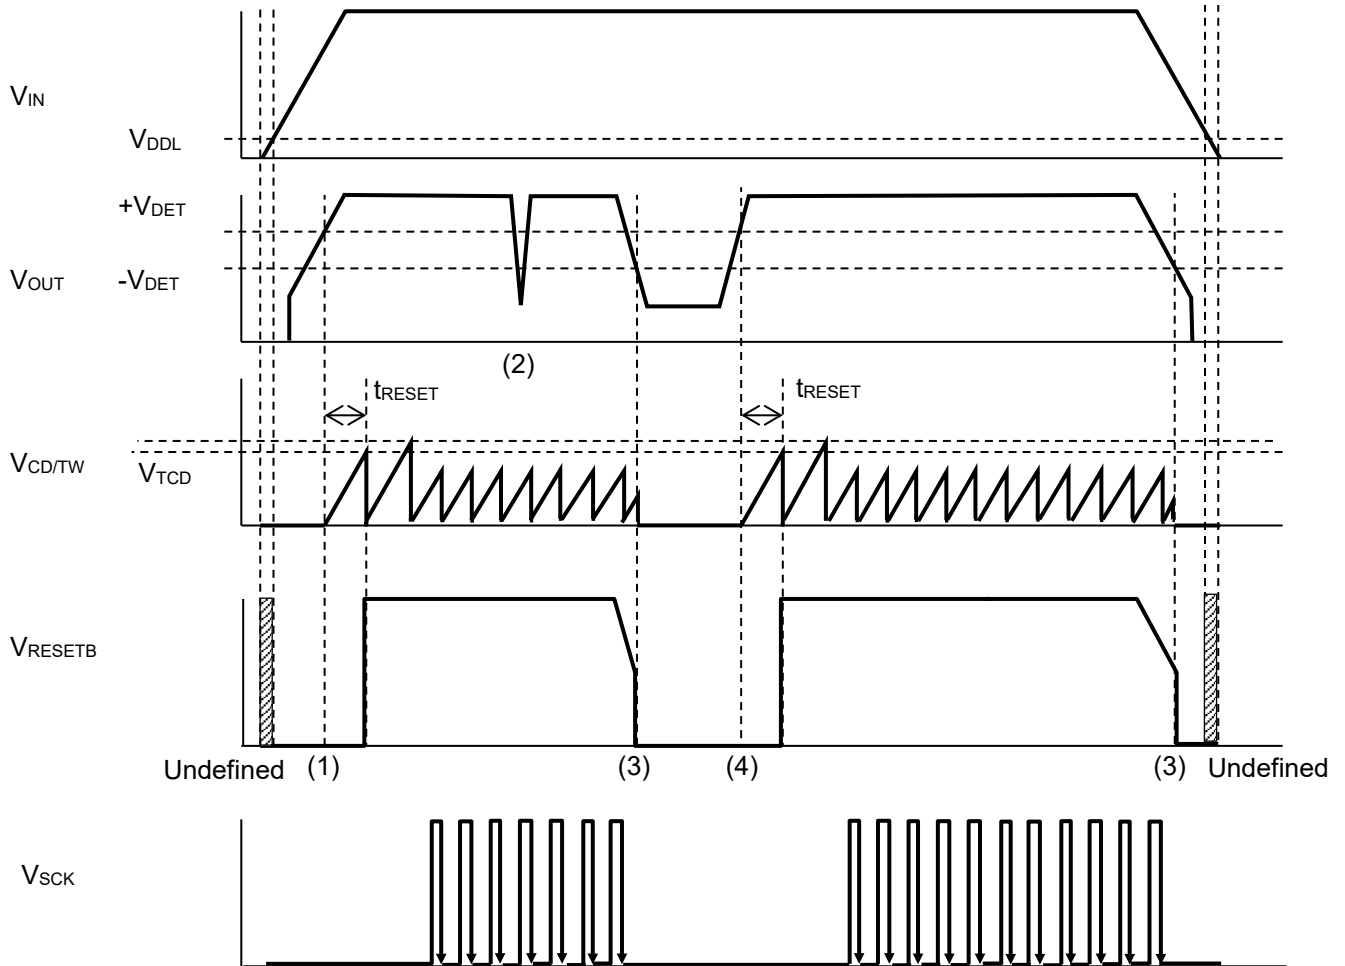 VIN
VDDL
+VDET
VOUT
-VDET
(2)
tRESET
tRESET
VCD/TW
VTCD
VRESETB
Undefined
(1)
(3)
(4)
(3)
Undefined
VSCK